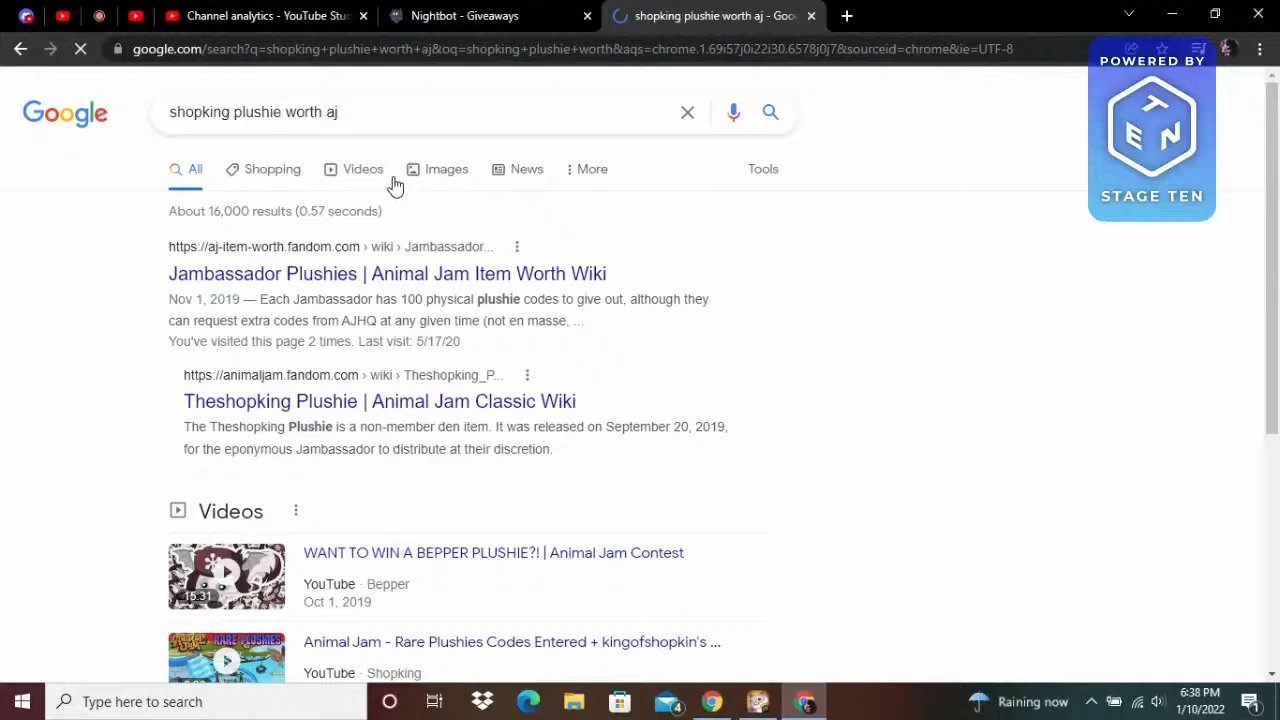 Channel analytics - YouTube Stu
Nightbot - Giveaways
shopking plushie worth aj - Goo
google.com/search?q=shopking+plushie+worth+aj&oq=shopking+plushie+worth&aqs=chrome.1.69i57j0i22i30.6578j0j7&sourceid=chrome&ie=UTF-8
POWERED BY
TEN
STAGE TEN
Google
shopking plushie worth aj
All Shopping Videos Images News More Tools
About 16,000 results (0.57 seconds)
https://aj-item-worth.fandom.com › wiki › Jambassador...
Jambassador Plushies | Animal Jam Item Worth Wiki
Nov 1, 2019 — Each Jambassador has 100 physical plushie codes to give out, although they
can request extra codes from AJHQ at any given time (not en masse, ...
You've visited this page 2 times. Last visit: 5/17/20
https://animaljam.fandom.com › wiki › Theshopking_P...
Theshopking Plushie | Animal Jam Classic Wiki
The Theshopking Plushie is a non-member den item. It was released on September 20, 2019,
for the eponymous Jambassador to distribute at their discretion.
Videos
WANT TO WIN A BEPPER PLUSHIE?! | Animal Jam Contest
YouTube · Bepper
15:31
Oct 1, 2019
RARE PLUSHIES
Animal Jam - Rare Plushies Codes Entered + kingofshopkin's ...
YouTube · Shopking
Type here to search
4
Raining now
6:38 PM
1/10/2022
1